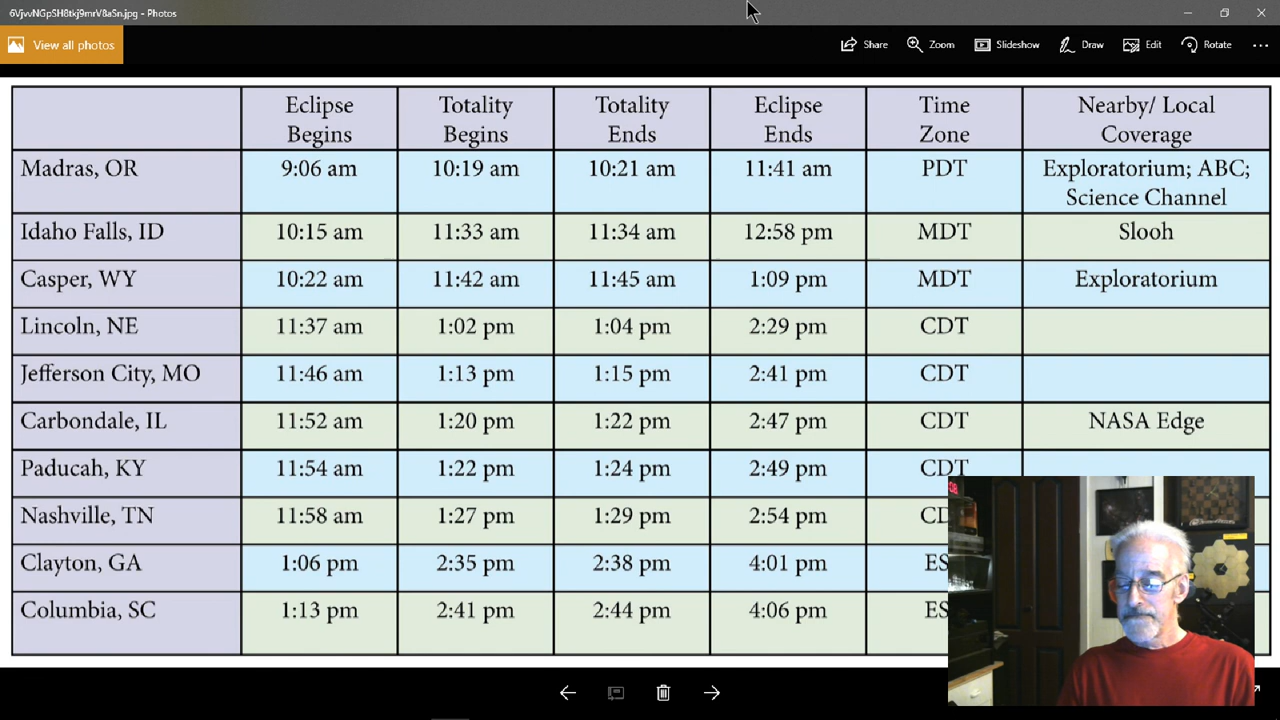 6VjvvNGpSH8tkj9mrV8aSn.jpg - Photos
View all photos
Share
Zoom
Slideshow
Draw
Edit
Rotate
Eclipse Begins Totality Begins Totality Ends Eclipse Ends Time Zone Nearby/ Local Coverage
Madras, OR 9:06 am 10:19 am 10:21 am 11:41 am PDT Exploratorium; ABC; Science Channel
Idaho Falls, ID 10:15 am 11:33 am 11:34 am 12:58 pm MDT Slooh
Casper, WY 10:22 am 11:42 am 11:45 am 1:09 pm MDT Exploratorium
Lincoln, NE 11:37 am 1:02 pm 1:04 pm 2:29 pm CDT
Jefferson City, MO 11:46 am 1:13 pm 1:15 pm 2:41 pm CDT
Carbondale, IL 11:52 am 1:20 pm 1:22 pm 2:47 pm CDT NASA Edge
Paducah, KY 11:54 am 1:22 pm 1:24 pm 2:49 pm CDT
Nashville, TN 11:58 am 1:27 pm 1:29 pm 2:54 pm CD
Clayton, GA 1:06 pm 2:35 pm 2:38 pm 4:01 pm ES
Columbia, SC 1:13 pm 2:41 pm 2:44 pm 4:06 pm ES